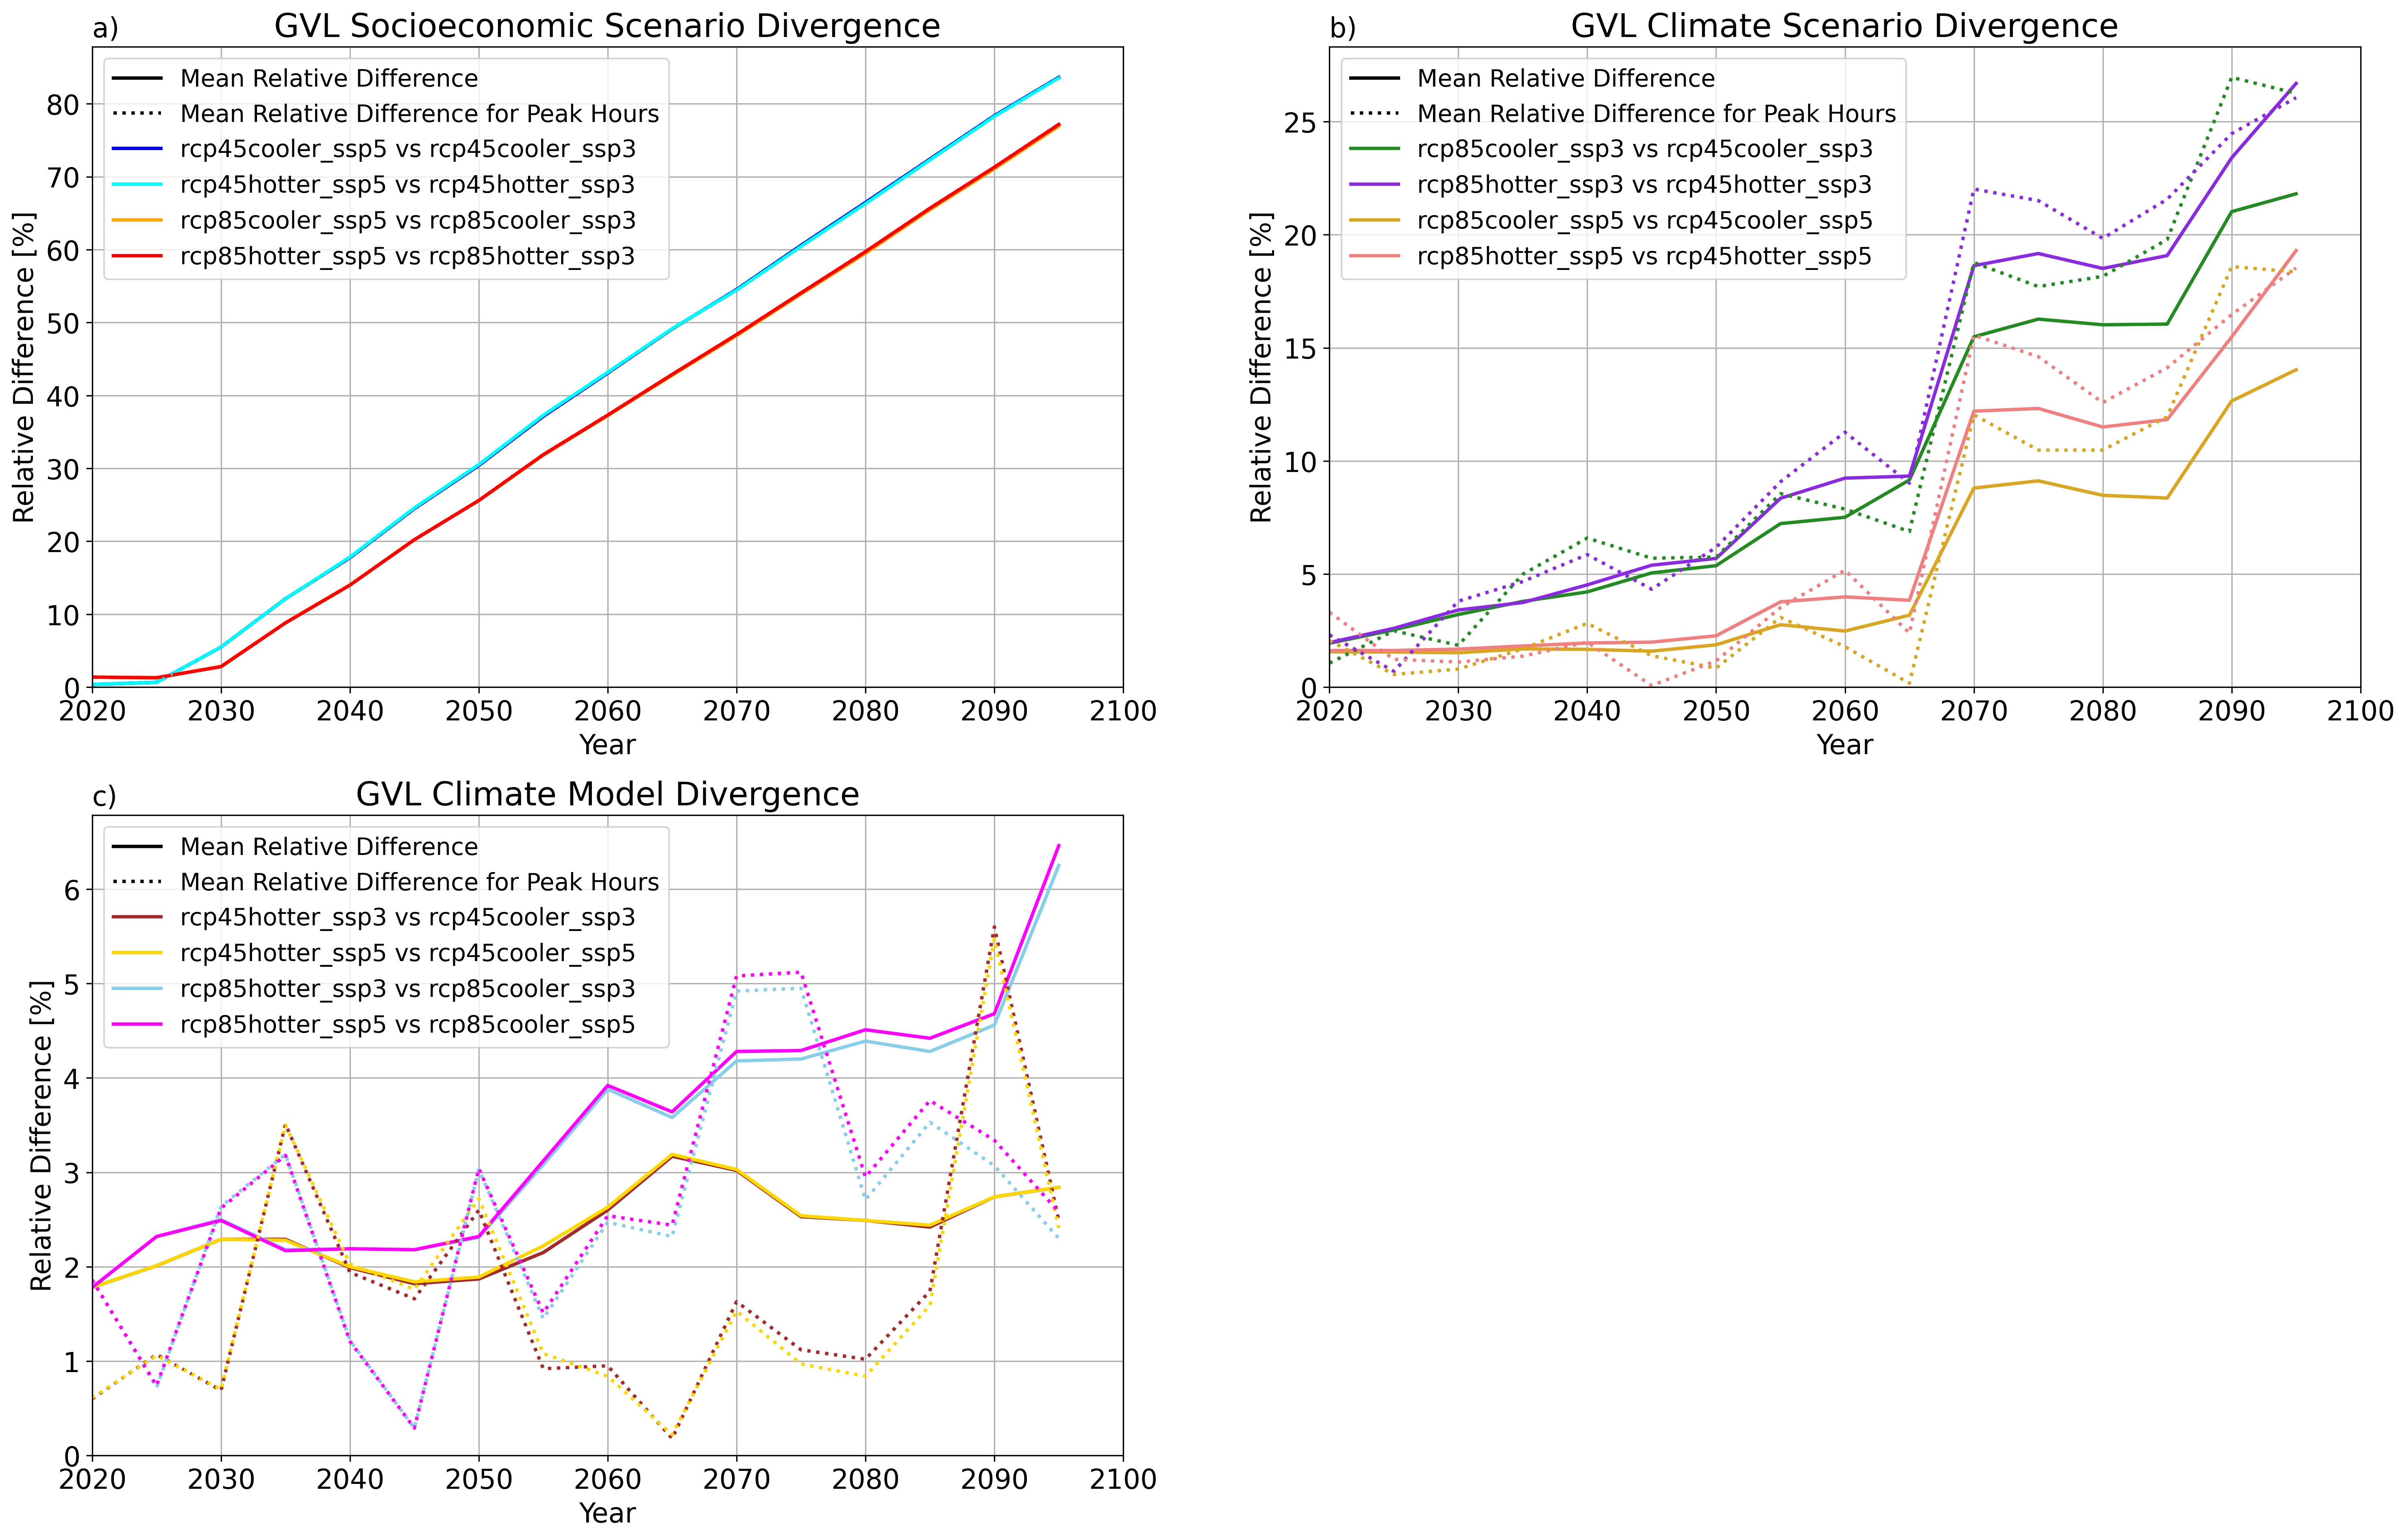 a)
GVL Socioeconomic Scenario Divergence
Mean Relative Difference
Mean Relative Difference for Peak Hours
rcp45cooler_ssp5 vs rcp45cooler_ssp3
rcp45hotter_ssp5 vs rcp45hotter_ssp3
rcp85cooler_ssp5 vs rcp85cooler_ssp3
rcp85hotter_ssp5 vs rcp85hotter_ssp3
Relative Difference [%]
80
70
60
50
40
30
20
10
0
2020 2030 2040 2050 2060 2070 2080 2090 2100
Year
b)
GVL Climate Scenario Divergence
Mean Relative Difference
Mean Relative Difference for Peak Hours
rcp85cooler_ssp3 vs rcp45cooler_ssp3
rcp85hotter_ssp3 vs rcp45hotter_ssp3
rcp85cooler_ssp5 vs rcp45cooler_ssp5
rcp85hotter_ssp5 vs rcp45hotter_ssp5
Relative Difference [%]
25
20
15
10
5
0
2020 2030 2040 2050 2060 2070 2080 2090 2100
Year
c)
GVL Climate Model Divergence
Mean Relative Difference
Mean Relative Difference for Peak Hours
rcp45hotter_ssp3 vs rcp45cooler_ssp3
rcp45hotter_ssp5 vs rcp45cooler_ssp5
rcp85hotter_ssp3 vs rcp85cooler_ssp3
rcp85hotter_ssp5 vs rcp85cooler_ssp5
Relative Difference [%]
6
5
4
3
2
1
0
2020 2030 2040 2050 2060 2070 2080 2090 2100
Year